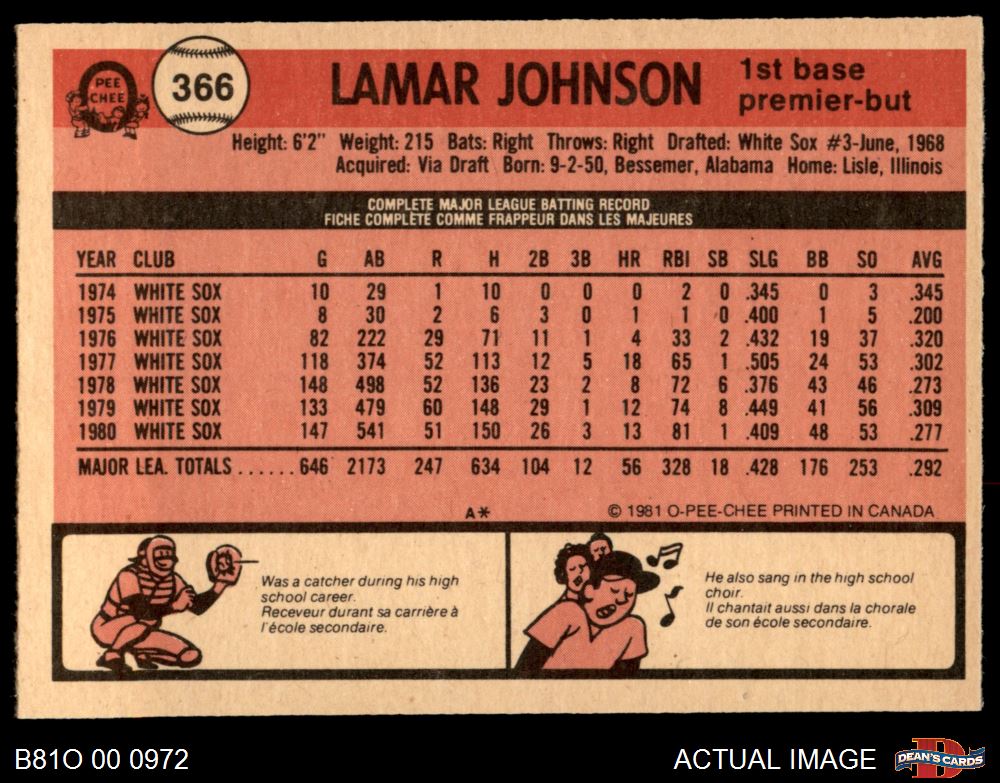 PEE
CHEE
366
LAMAR JOHNSON
1st base
premier-but
Height: 6'2" Weight: 215 Bats: Right Throws: Right Drafted: White Sox #3-June, 1968
Acquired: Via Draft Born: 9-2-50, Bessemer, Alabama Home: Lisle, Illinois
COMPLETE MAJOR LEAGUE BATTING RECORD
FICHE COMPLÈTE COMME FRAPPEUR DANS LES MAJEURES
YEAR CLUB G AB R H 2B 3B HR RBI SB SLG BB SO AVG
1974 WHITE SOX 10 29 1 10 0 0 0 2 0 .345 0 3 .345
1975 WHITE SOX 8 30 2 6 3 0 1 1 0 .400 1 5 .200
1976 WHITE SOX 82 222 29 71 11 1 4 33 2 .432 19 37 .320
1977 WHITE SOX 118 374 52 113 12 5 18 65 1 .505 24 53 .302
1978 WHITE SOX 148 498 52 136 23 2 8 72 6 .376 43 46 .273
1979 WHITE SOX 133 479 60 148 29 1 12 74 8 .449 41 56 .309
1980 WHITE SOX 147 541 51 150 26 3 13 81 1 .409 48 53 .277
MAJOR LEA. TOTALS ...... 646 2173 247 634 104 12 56 328 18 .428 176 253 .292
A* © 1981 O-PEE-CHEE PRINTED IN CANADA
Was a catcher during his high
school career.
Receveur durant sa carrière à
l'école secondaire.
He also sang in the high school
choir.
Il chantait aussi dans la chorale
de son école secondaire.
B81O 00 0972
ACTUAL IMAGE
D
DEAN'S CARDS